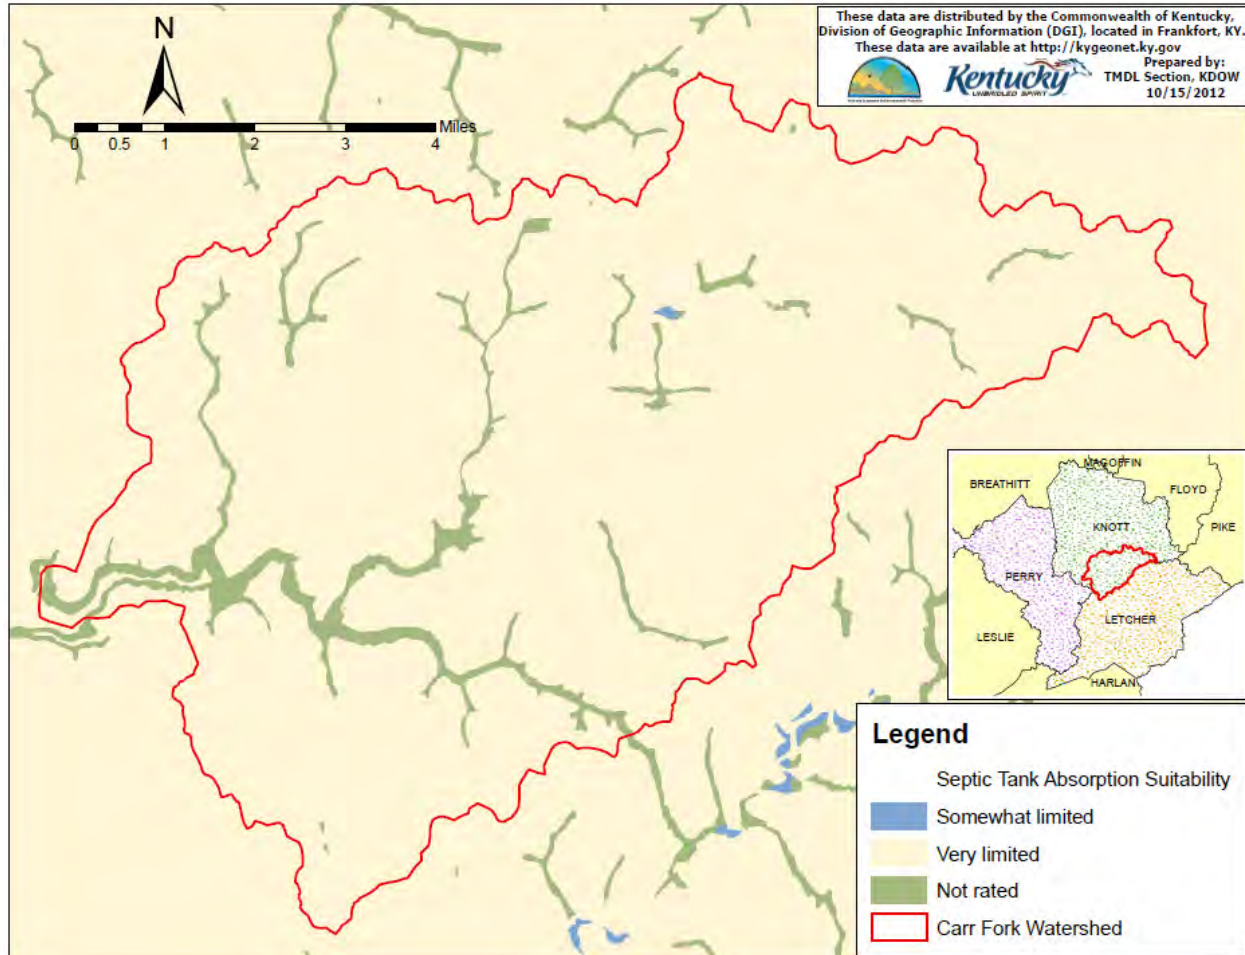 These data are distributed by the Commonwealth of Kentucky,
Division of Geographic Information (DGI), located in Frankfort, KY.
These data are available at http://kygeonet.ky.gov
Prepared by:
TMDL Section, KDOW
10/15/2012
Kentucky
UNBRIDLED SPIRIT
N
Miles
0 0.5 1 2 3 4
MAGOFFIN
BREATHITT
FLOYD
KNOTT
PIKE
PERRY
LETCHER
LESLIE
HARLAN
Legend
Septic Tank Absorption Suitability
Somewhat limited
Very limited
Not rated
Carr Fork Watershed